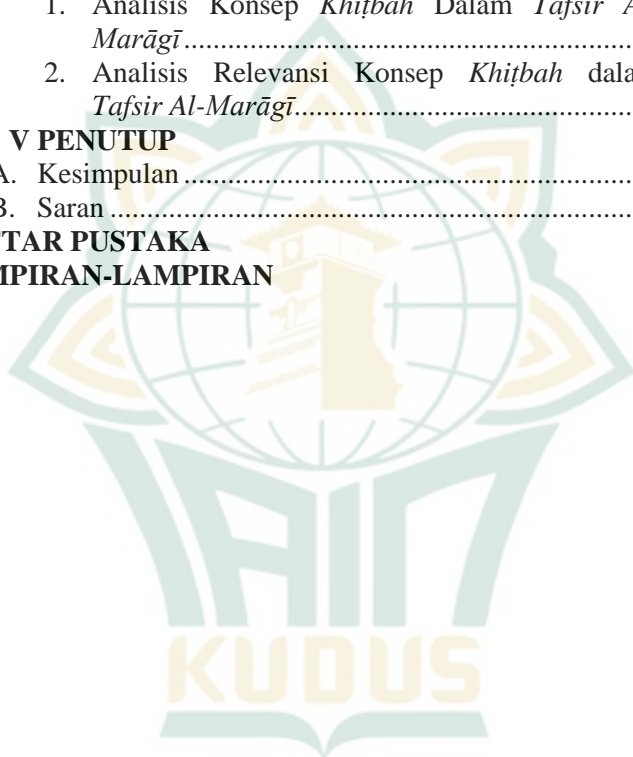 1. Analisis Konsep Khiṭbah Dalam Tafsir A
Marāgī........................................................
2. Analisis Relevansi Konsep Khiṭbah dala
Tafsir Al-Marāgī........................................
V PENUTUP
A. Kesimpulan........................................................
B. Saran........................................................
TAR PUSTAKA
MPIRAN-LAMPIRAN
IAIN
KUDUS